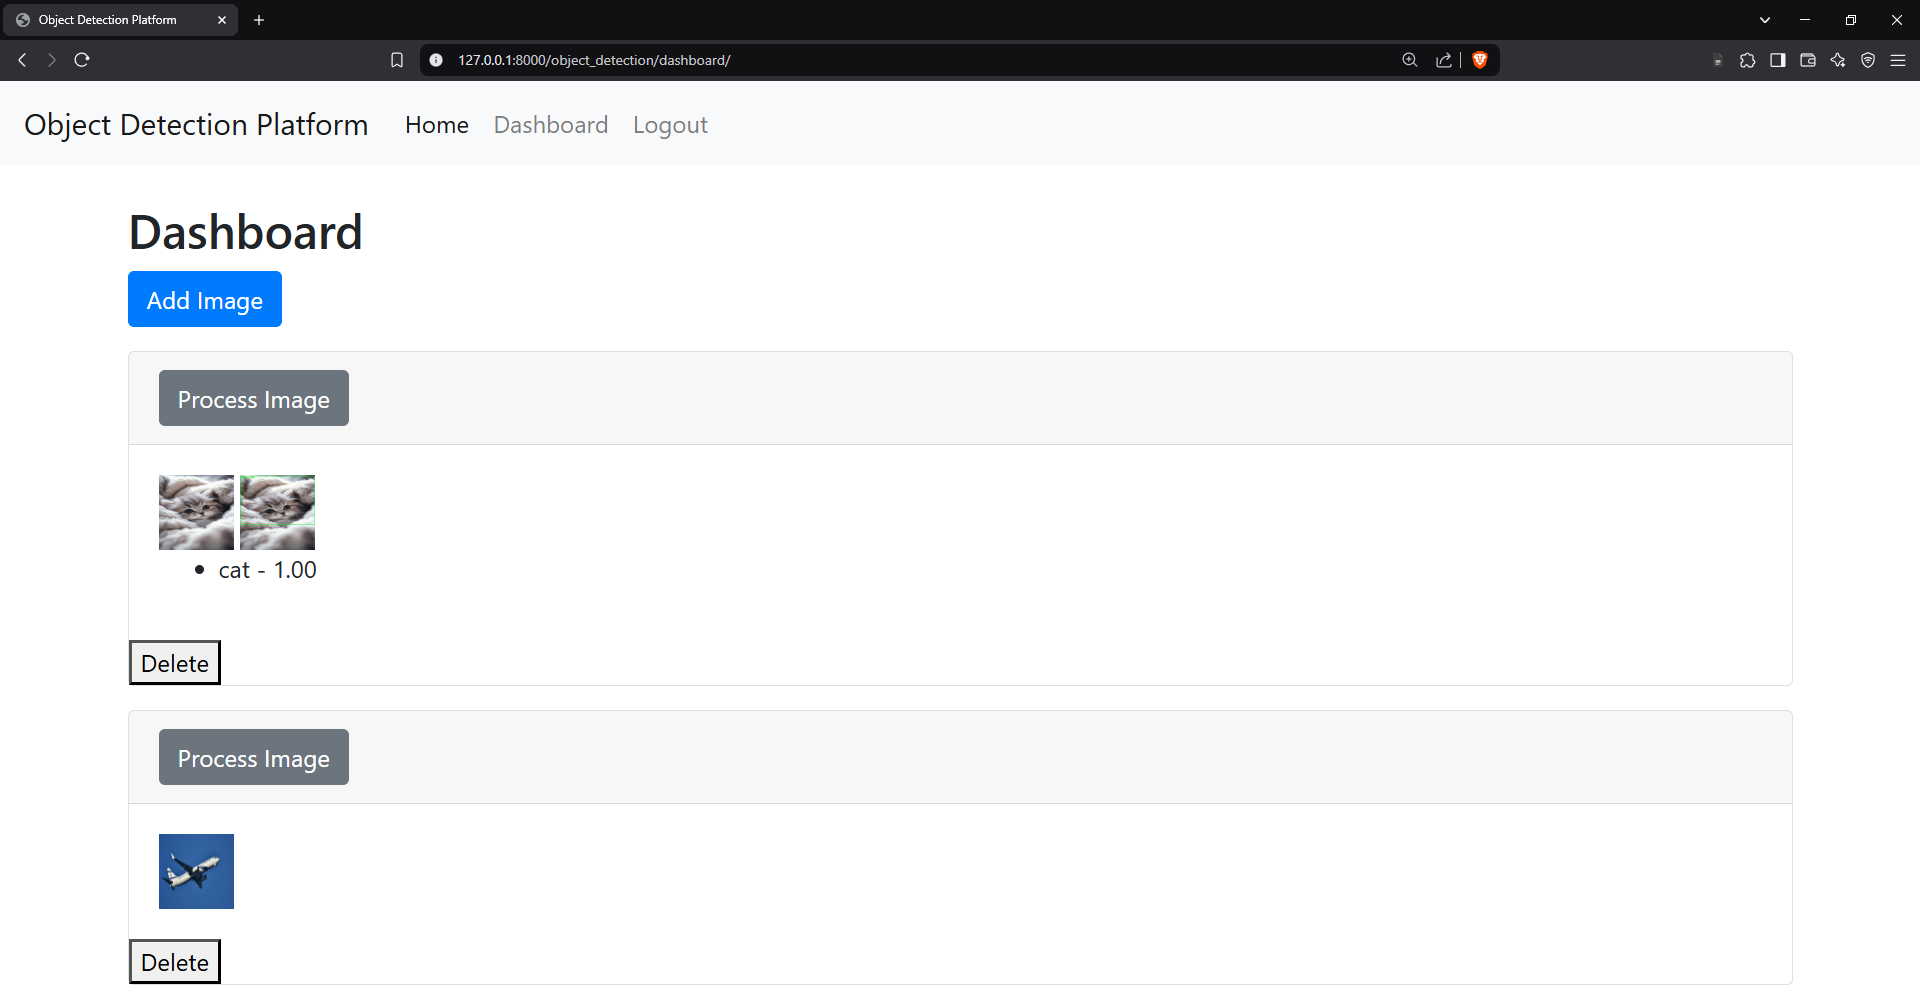 Object Detection Platform
127.0.0.1:8000/object_detection/dashboard/
Object Detection Platform Home Dashboard Logout
Dashboard
Add Image
Process Image
• cat - 1.00
Delete
Process Image
Delete